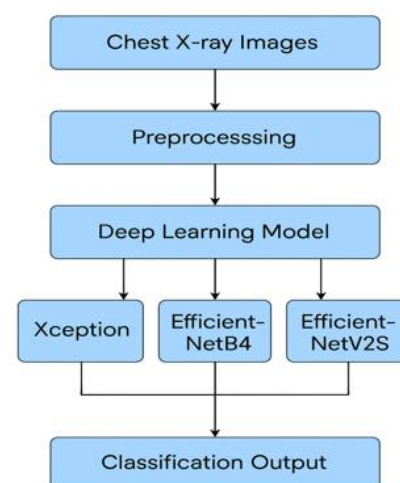 Chest X-ray Images
Preprocesssing
Deep Learning Model
Xception
Efficient-
NetB4
Efficient-
NetV2S
Classification Output